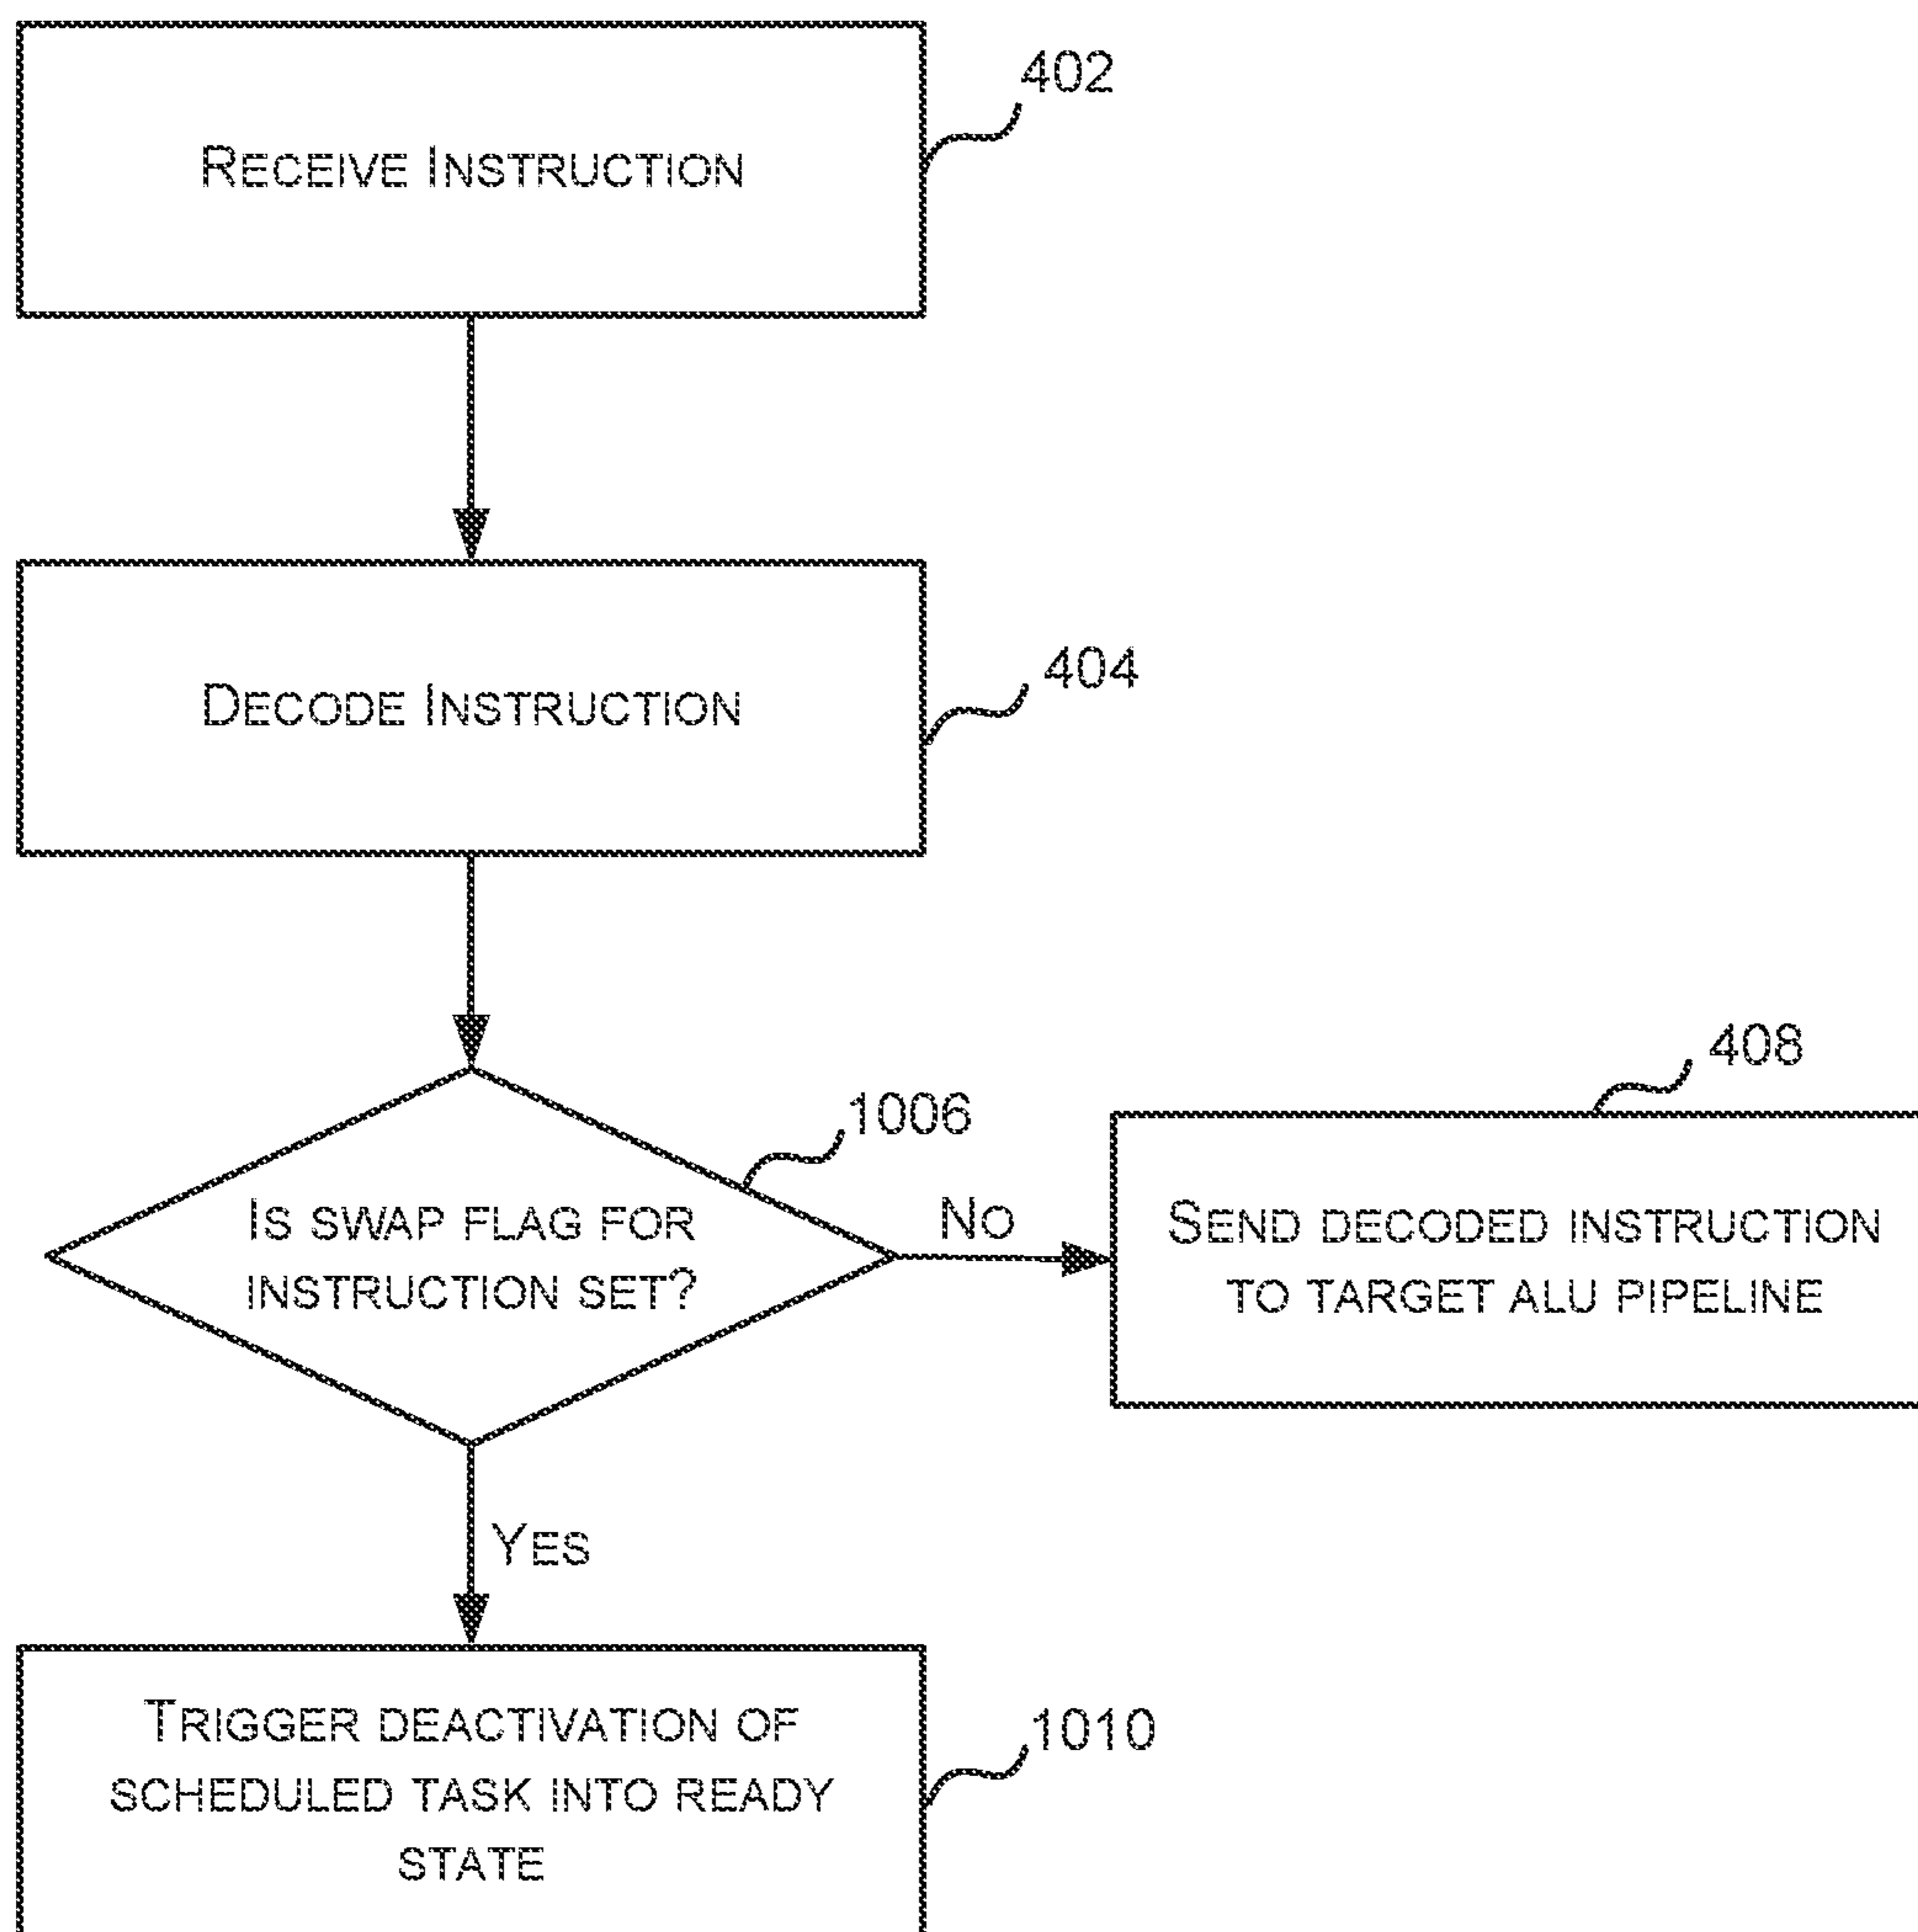 402
RECEIVE INSTRUCTION
404
DECODE INSTRUCTION
408
1006
IS SWAP FLAG FOR
INSTRUCTION SET?
NO
SEND DECODED INSTRUCTION
TO TARGET ALU PIPELINE
YES
TRIGGER DEACTIVATION OF
SCHEDULED TASK INTO READY
STATE
1010